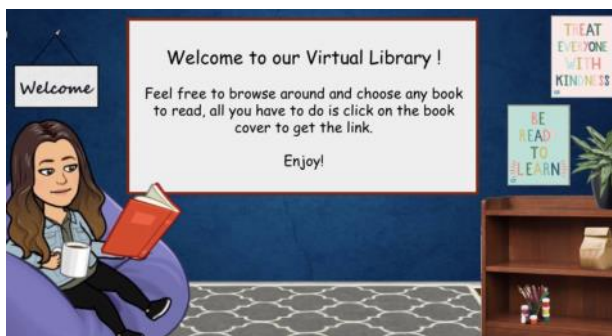 Welcome to our Virtual Library !
Feel free to browse around and choose any book
to read, all you have to do is click on the book
cover to get the link.
Enjoy!
Welcome
TREAT
EVERYONE
WITH
KINDNESS
BE
READY
TO
LEARN